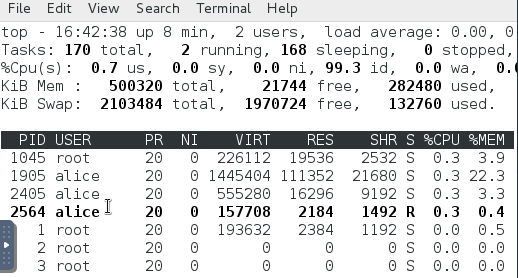 File Edit View Search Terminal Help
top - 16:42:38 up 8 min, 2 users, load average: 0.00, 0
Tasks: 170 total, 2 running, 168 sleeping, 0 stopped,
%Cpu(s): 0.7 us, 0.0 sy, 0.0 ni, 99.3 id, 0.0 wa, 0.0
KiB Mem : 500320 total, 21744 free, 282480 used,
KiB Swap: 2103484 total, 1970724 free, 132760 used.
PID USER PR NI VIRT RES SHR S %CPU %MEM
1045 root 20 0 226112 19536 2532 S 0.3 3.9
1905 alice 20 0 1445404 111352 21680 S 0.3 22.3
2405 alice 20 0 555280 16296 9192 S 0.3 3.3
2564 alice 20 0 157708 2184 1492 R 0.3 0.4
1 root 20 0 193632 2384 1192 S 0.0 0.5
2 root 20 0 0 0 0 S 0.0 0.0
3 root 20 0 0 0 0 S 0.0 0.0